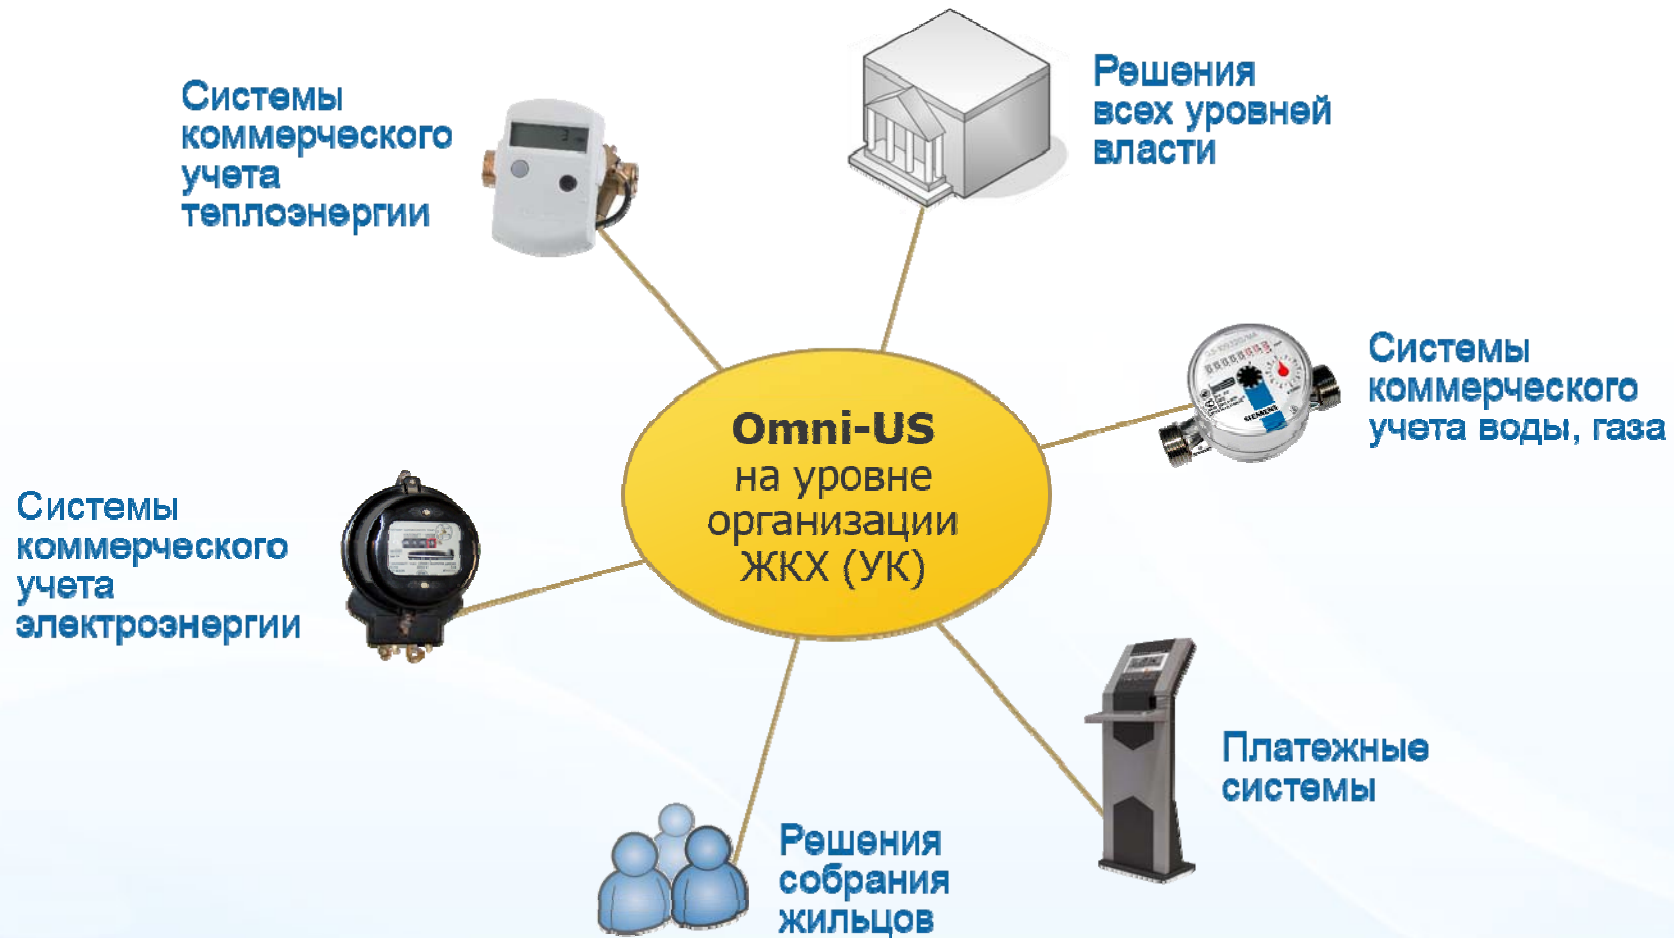 Системы
коммерческого
учета
теплоэнергии
Решения
всех уровней
власти
Системы
коммерческого
учета воды, газа
Omni-US
на уровне
организации
ЖКХ (УК)
Системы
коммерческого
учета
электроэнергии
SIEMENS
Платежные
системы
Решения
собрания
жильцов